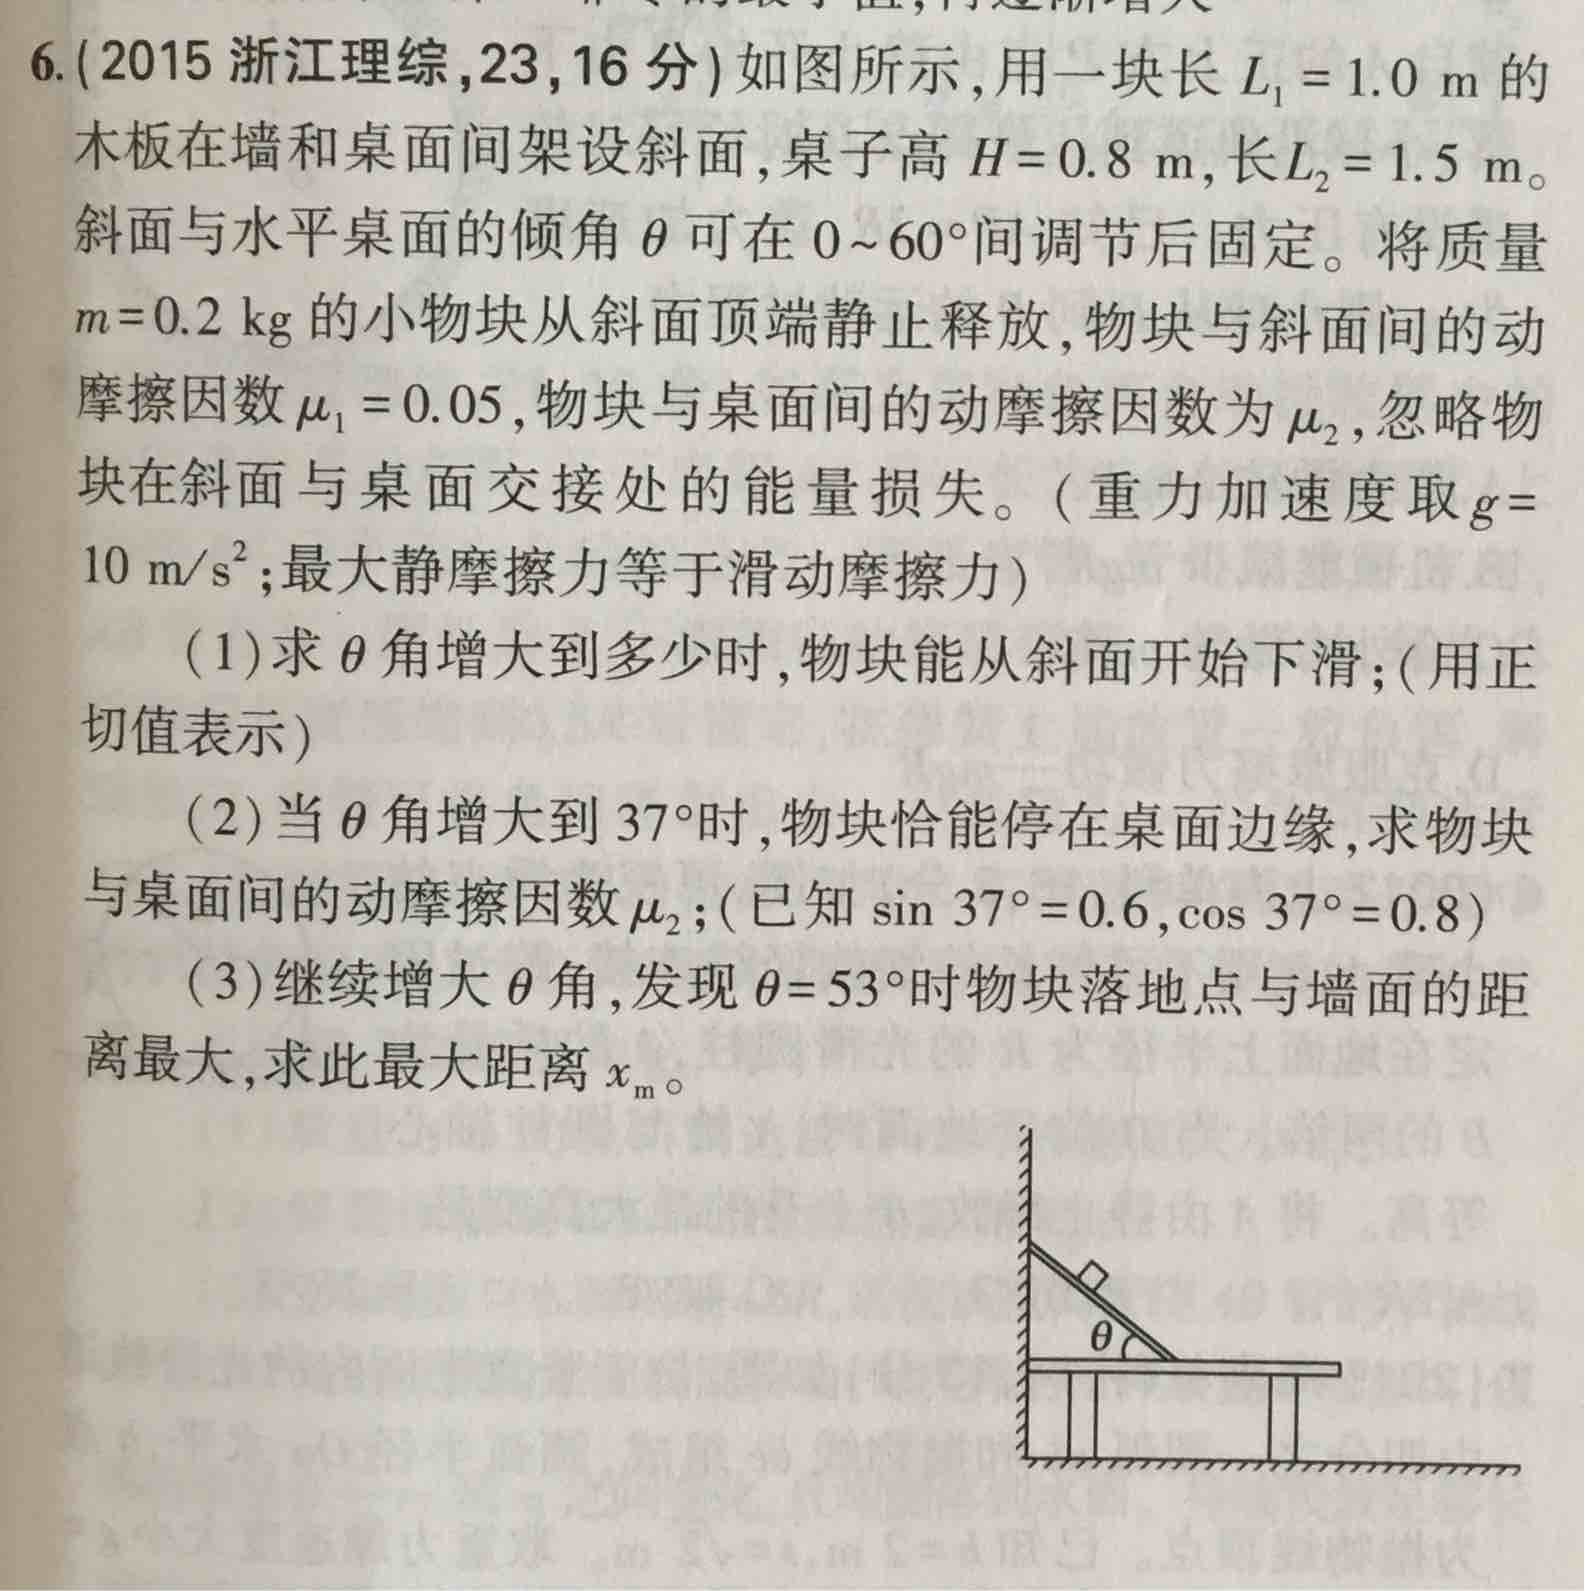 6.(2015 浙江理综,23,16 分)如图所示,用一块长 L₁ = 1.0 m 的
木板在墙和桌面间架设斜面,桌子高 H = 0.8 m,长L₂ = 1.5 m。
斜面与水平桌面的倾角 θ 可在 0~60°间调节后固定。将质量
m=0.2 kg 的小物块从斜面顶端静止释放,物块与斜面间的动
摩擦因数 μ₁ = 0.05,物块与桌面间的动摩擦因数为 μ₂,忽略物
块在斜面与桌面交接处的能量损失。(重力加速度取g=
10 m/s²;最大静摩擦力等于滑动摩擦力)
(1)求 θ 角增大到多少时,物块能从斜面开始下滑;(用正
切值表示)
(2)当 θ 角增大到 37°时,物块恰能停在桌面边缘,求物块
与桌面间的动摩擦因数 μ₂;(已知 sin 37°=0.6,cos 37°=0.8)
(3)继续增大 θ 角,发现 θ=53°时物块落地点与墙面的距
离最大,求此最大距离 xₘ。
θ